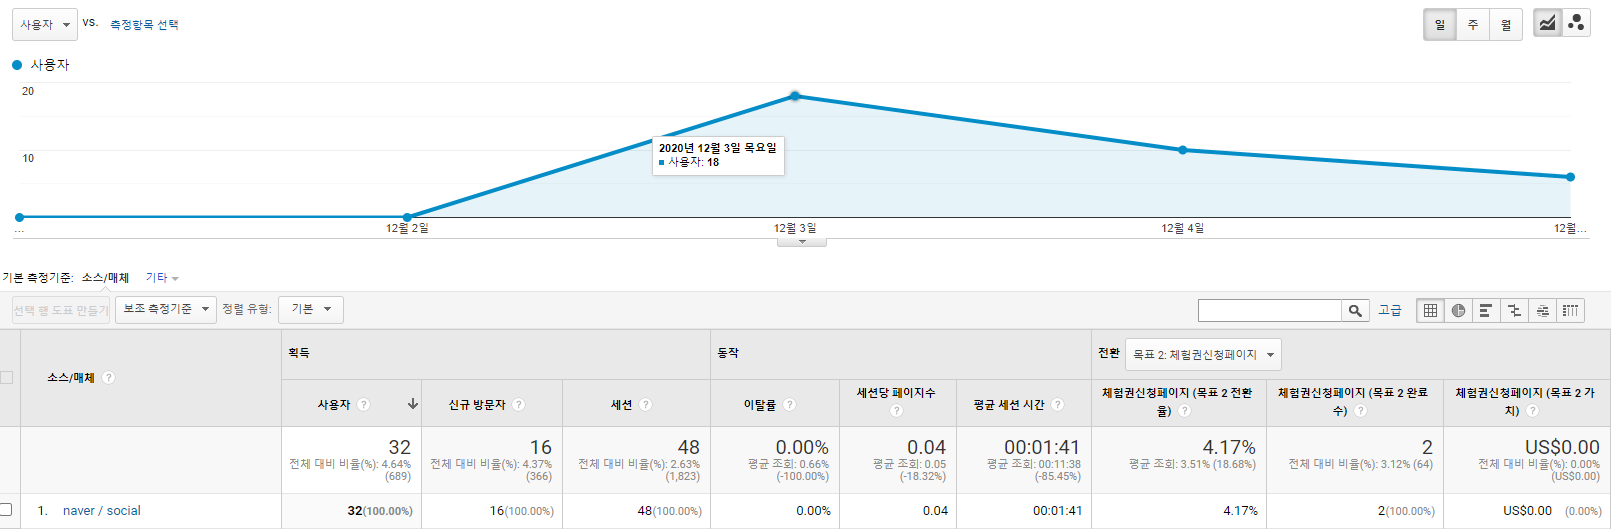 사용자 vs. 측정항목 선택 일 주 월
사용자
20
10
2020년 12월 3일 목요일
사용자: 18
... 12월 2일 12월 3일 12월 4일 12월...
기본 측정기준: 소스/매체 기타
선택 행 도표 만들기 보조 측정기준 정렬 유형: 기본 고급
획득 동작 전환 목표 2: 체험권신청페이지
소스/매체 ?
사용자 ? 신규 방문자 ? 세션 ? 이탈률 ? 세션당 페이지수 ? 평균 세션 시간 ? 체험권신청페이지 (목표 2 전환율) ? 체험권신청페이지 (목표 2 완료 수) ? 체험권신청페이지 (목표 2 가치) ?
32 16 48 0.00% 0.04 00:01:41 4.17% 2 US$0.00
전체 대비 비율(%): 4.64% 전체 대비 비율(%): 4.37% 전체 대비 비율(%): 2.63% 평균 조회: 0.66% 평균 조회: 0.05 평균 조회: 00:11:38 평균 조회: 3.51% (18.68%) 전체 대비 비율(%): 3.12% (64) 전체 대비 비율(%): 0.00%
(689) (366) (1,823) (-100.00%) (-18.32%) (-85.45%) (US$0.00)
1. naver / social 32(100.00%) 16(100.00%) 48(100.00%) 0.00% 0.04 00:01:41 4.17% 2(100.00%) US$0.00 (0.00%)